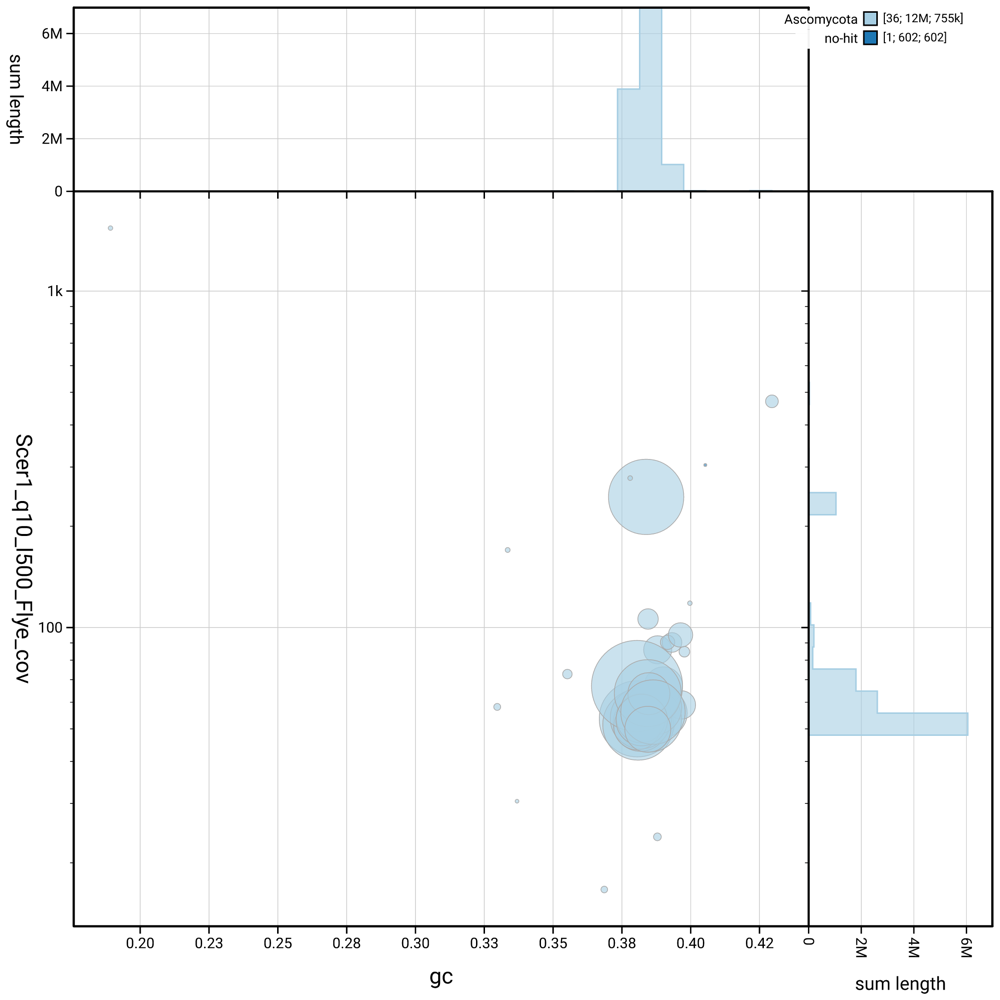 Ascomycota [36; 12M; 755k]
no-hit [1; 602; 602]
6M
4M
2M
0
sum length
1k
100
Scer1_q10_l500_Flye_cov
0.20 0.23 0.25 0.28 0.30 0.33 0.35 0.38 0.40 0.42
gc
0 2M 4M 6M
sum length